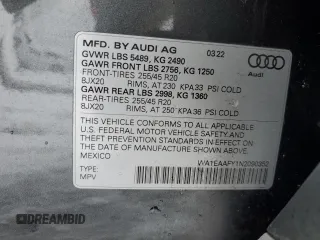 MFD. BY AUDI AG 03 22
GVWR LBS 5489, KG 2490
GAWR FRONT LBS 2756, KG 1250
FRONT-TIRES 255/45 R20
8JX20 RIMS, AT 230 KPA 33 PSI COLD
GAWR REAR LBS 2998, KG 1360
REAR-TIRES 255/45 R20
8JX20 RIMS, AT 250 KPA 36 PSI COLD
THIS VEHICLE CONFORMS TO ALL APPLICABLE
U.S. FEDERAL MOTOR VEHICLE SAFETY AND
THEFT PREVENTION STANDARDS IN EFFECT ON
THE DATE OF MANUFACTURE SHOWN ABOVE.
MEXICO
TYPE:
MPV
Audi
DREAMBID